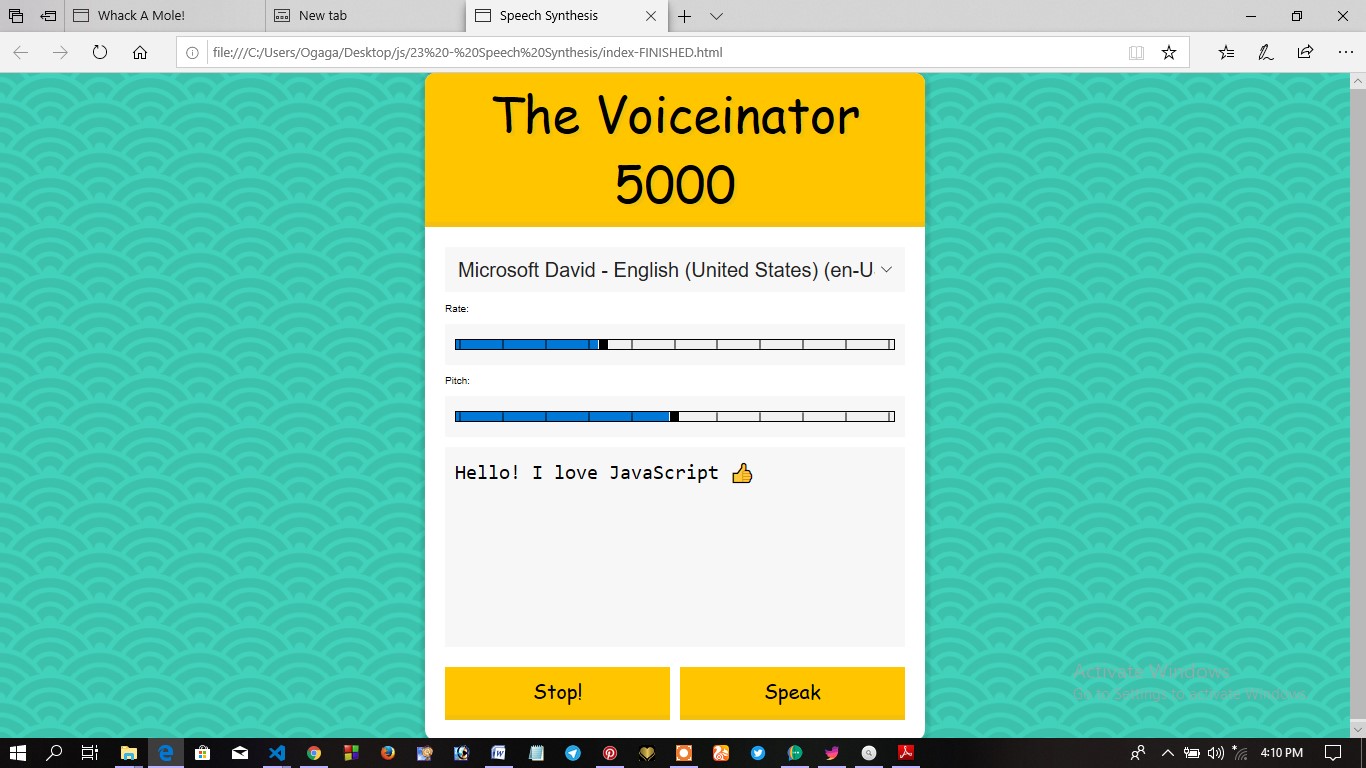 Whack A Mole!
New tab
Speech Synthesis
file:///C:/Users/Ogaga/Desktop/js/23%20-%20Speech%20Synthesis/index-FINISHED.html
The Voiceinator
5000
Microsoft David - English (United States) (en-U
Rate:
Pitch:
Hello! I love JavaScript 👍
Stop!
Speak
Activate Windows
Go to Settings to activate Windows.
4:10 PM